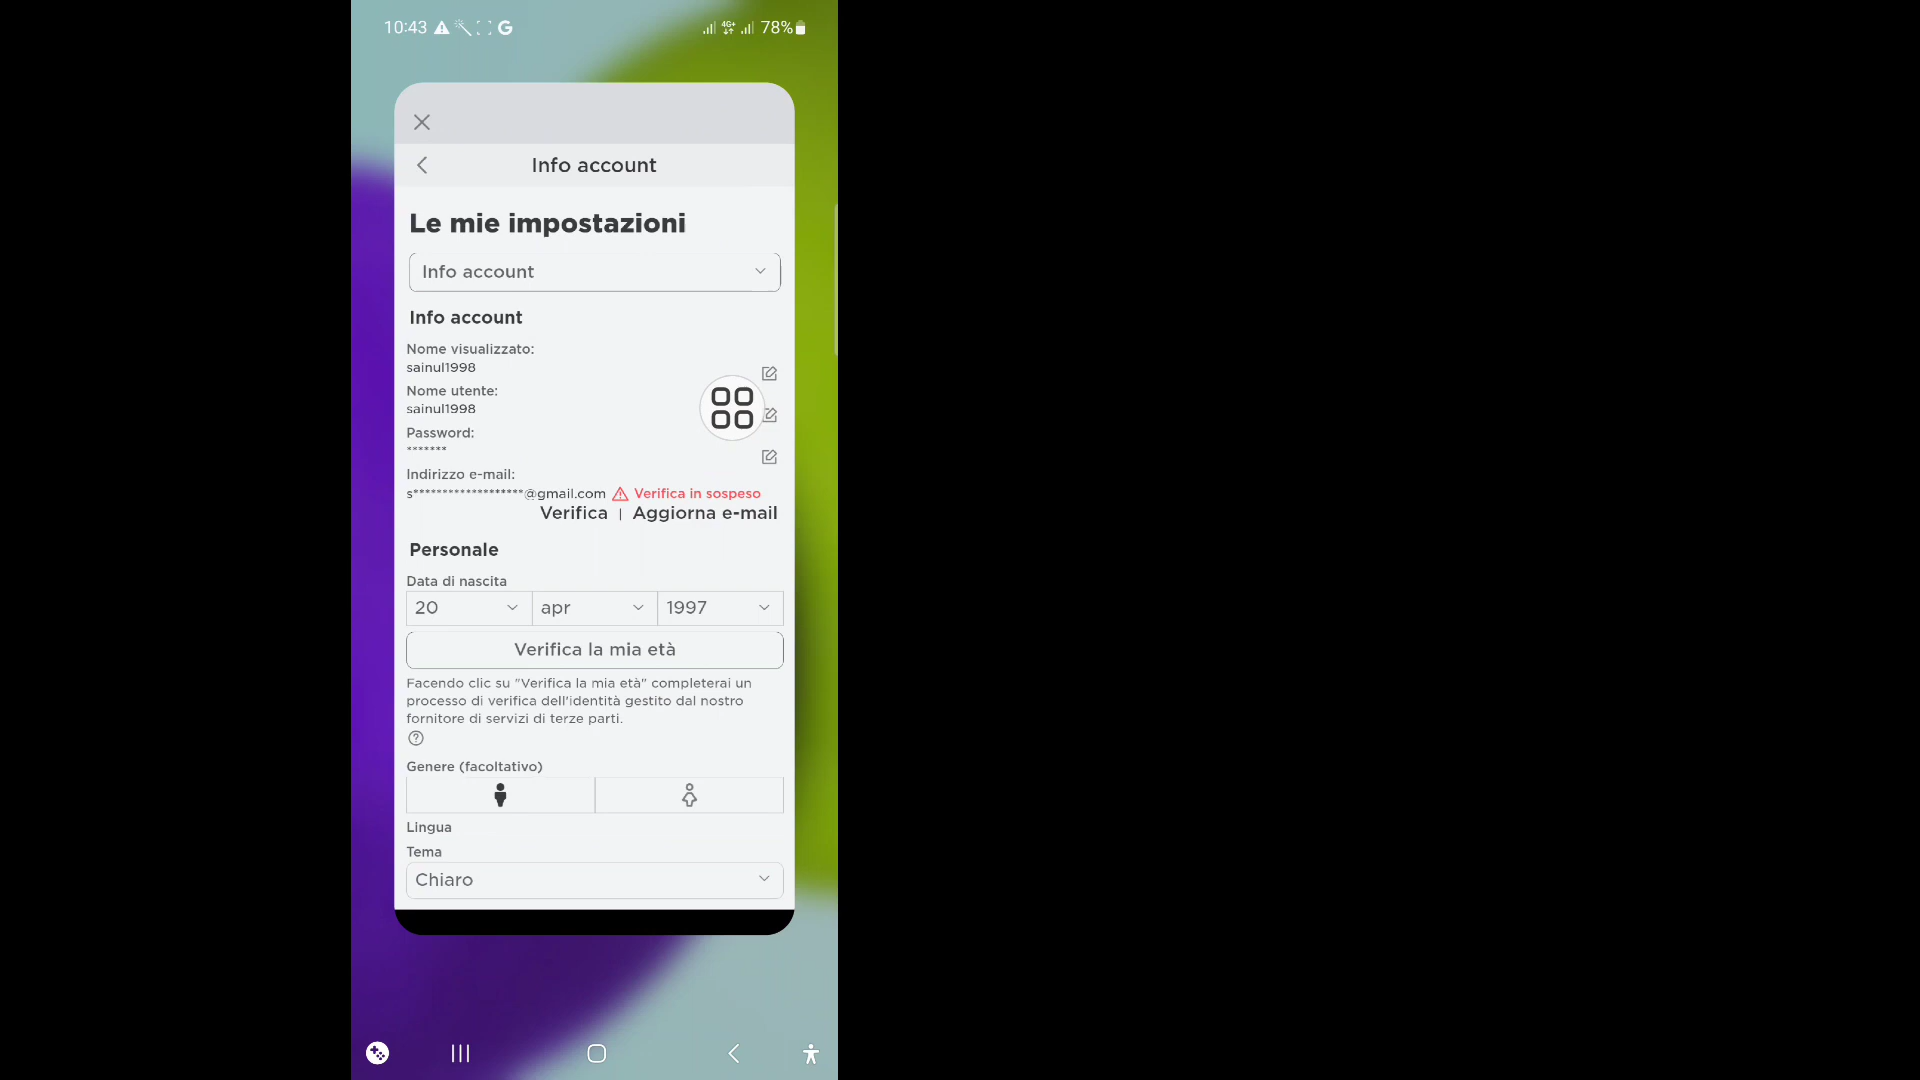 10:43
4G+
78%
Info account
Le mie impostazioni
Info account
Info account
Nome visualizzato:
sainul1998
Nome utente:
sainul1998
Password:
*******
Indirizzo e-mail:
s*******************@gmail.com Verifica in sospeso
Verifica | Aggiorna e-mail
Personale
Data di nascita
20 apr 1997
Verifica la mia età
Facendo clic su "Verifica la mia età" completerai un
processo di verifica dell'identità gestito dal nostro
fornitore di servizi di terze parti.
Genere (facoltativo)
Lingua
Tema
Chiaro